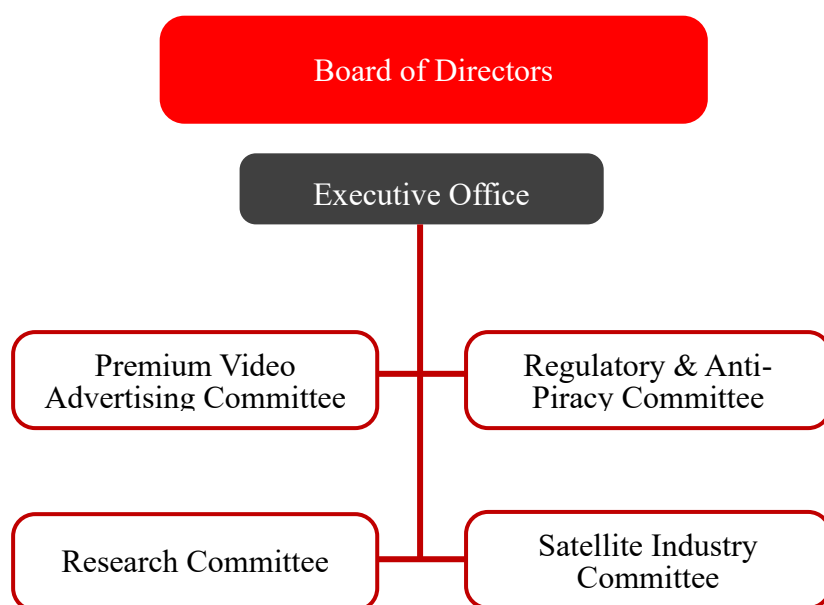 Board of Directors
Executive Office
Premium Video
Advertising Committee
Regulatory & Anti-
Piracy Committee
Research Committee
Satellite Industry
Committee